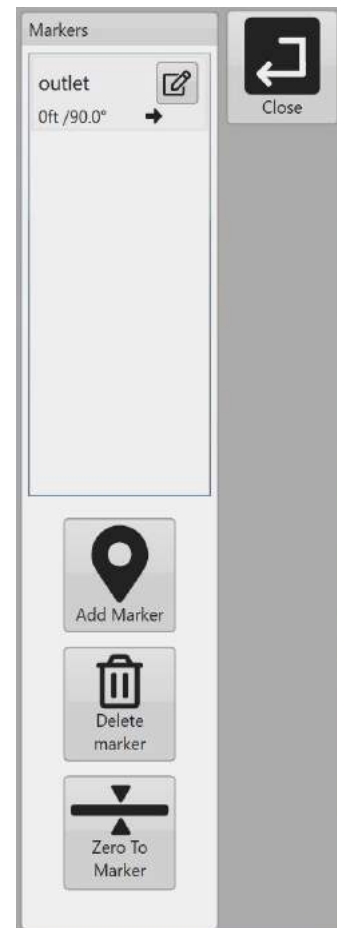 Markers
Close
outlet
0ft /90.0°
Add Marker
Delete
marker
Zero To
Marker